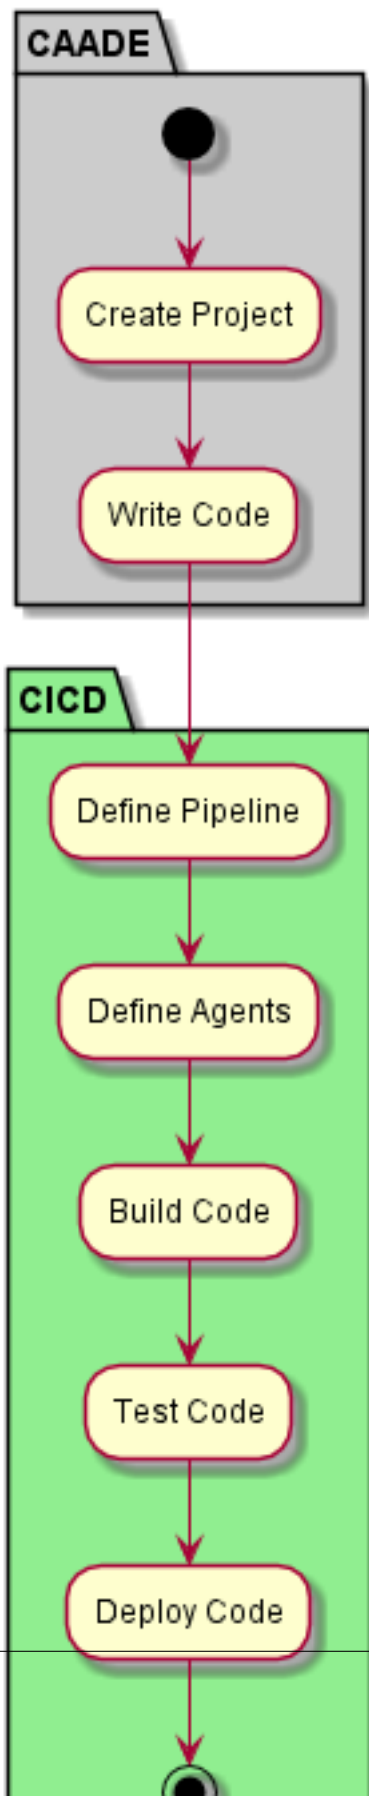 CAADE
Create Project
Write Code
CICD
Define Pipeline
Define Agents
Build Code
Test Code
Deploy Code